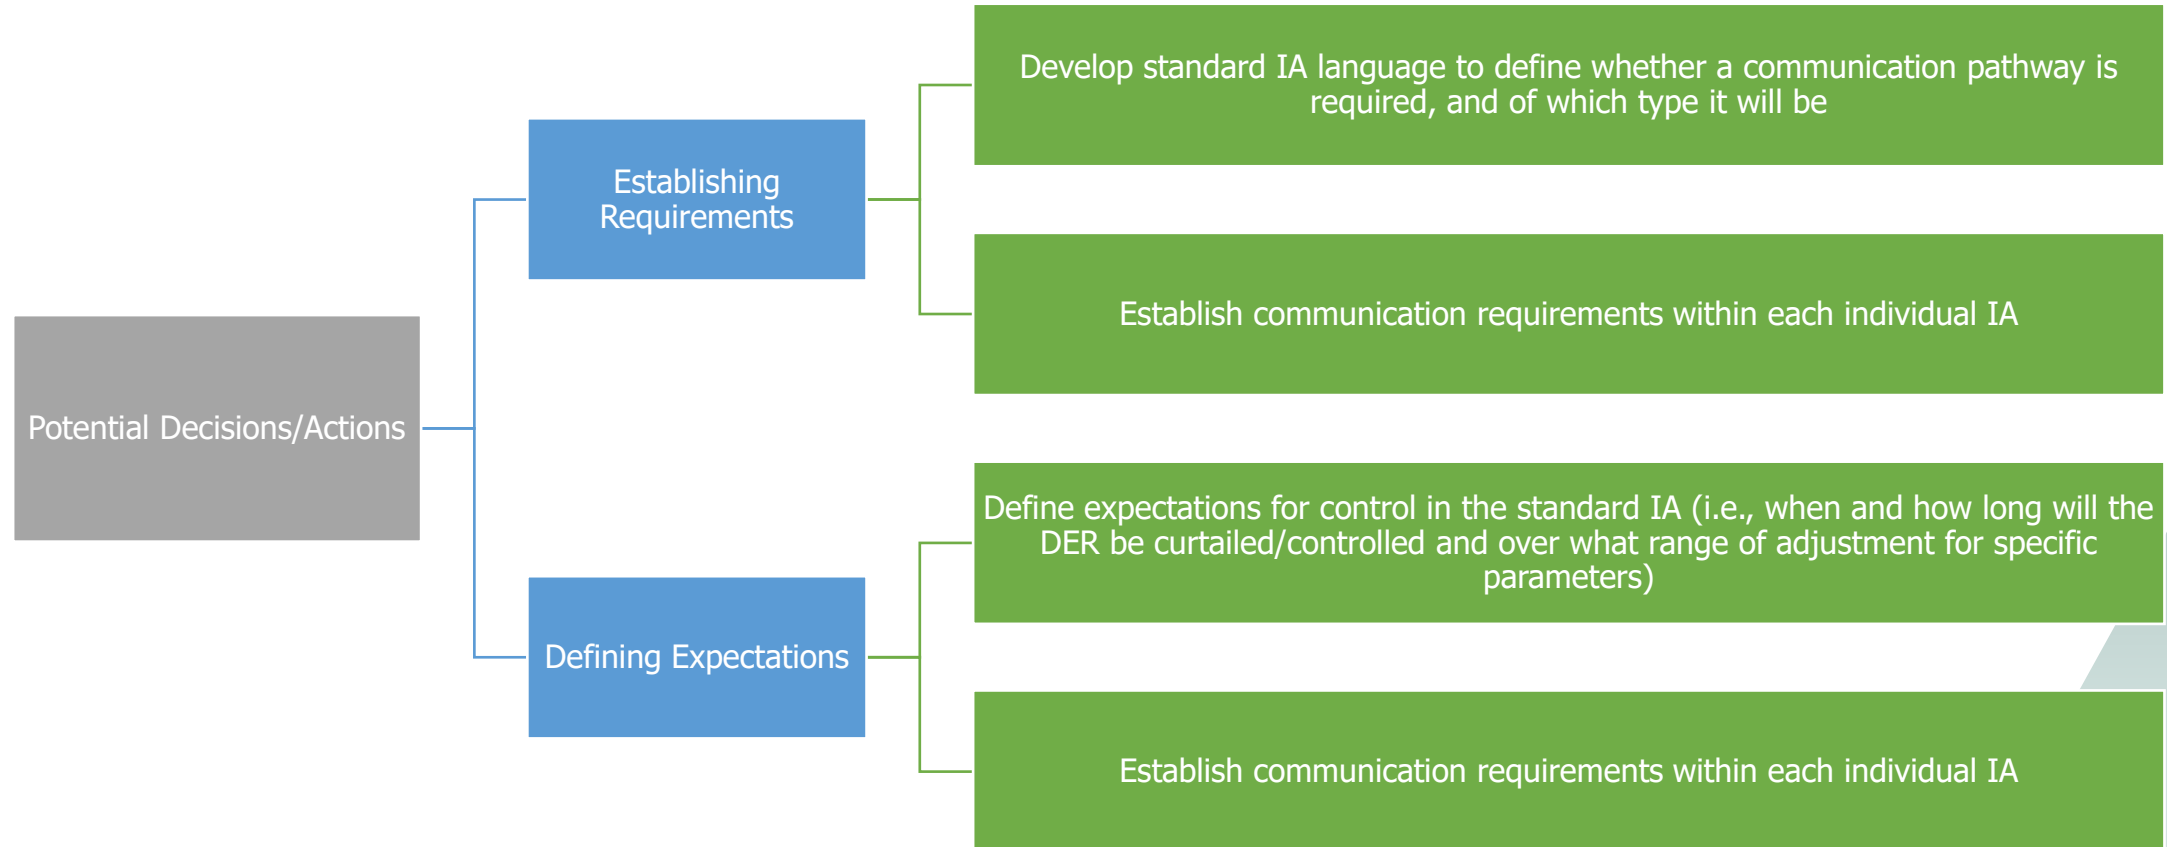 Develop standard IA language to define whether a communication pathway is
required, and of which type it will be
Establishing
Requirements
Establish communication requirements within each individual IA
Potential Decisions/Actions
Define expectations for control in the standard IA (i.e., when and how long will the
DER be curtailed/controlled and over what range of adjustment for specific
parameters)
Defining Expectations
Establish communication requirements within each individual IA